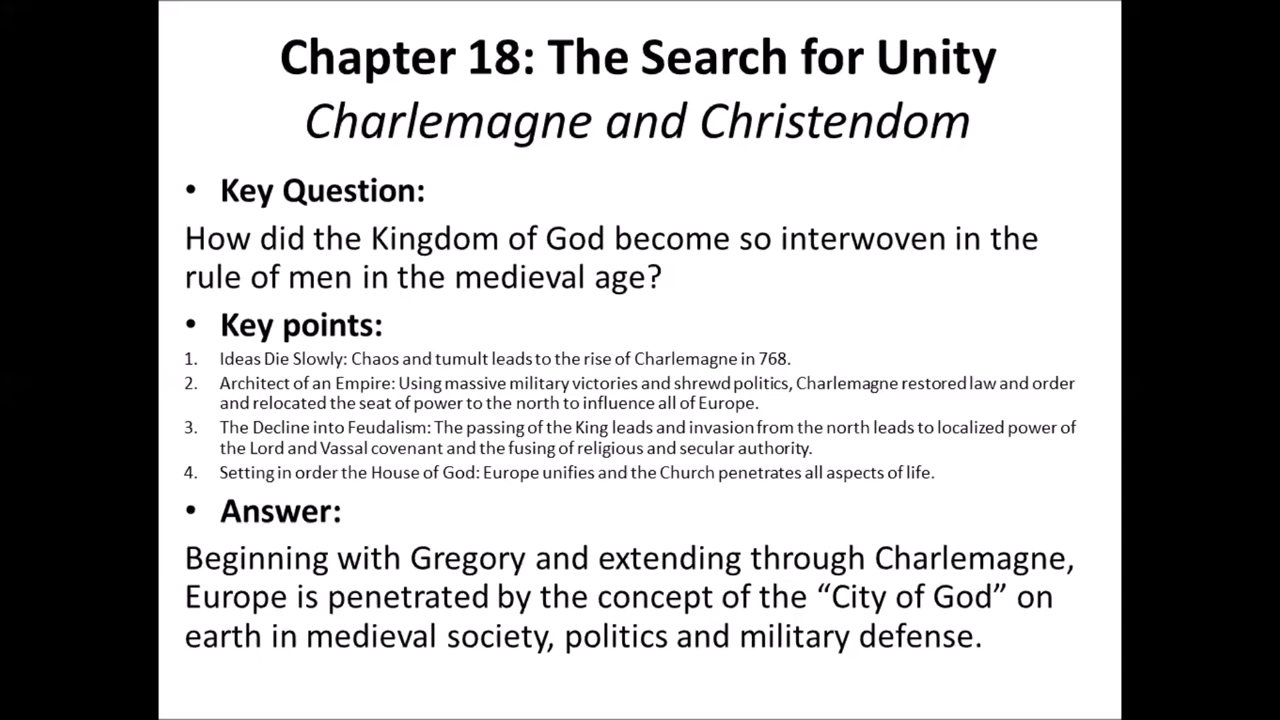 Chapter 18: The Search for Unity
Charlemagne and Christendom
• Key Question:
How did the Kingdom of God become so interwoven in the
rule of men in the medieval age?
• Key points:
1. Ideas Die Slowly: Chaos and tumult leads to the rise of Charlemagne in 768.
2. Architect of an Empire: Using massive military victories and shrewd politics, Charlemagne restored law and order
and relocated the seat of power to the north to influence all of Europe.
3. The Decline into Feudalism: The passing of the King leads and invasion from the north leads to localized power of
the Lord and Vassal covenant and the fusing of religious and secular authority.
4. Setting in order the House of God: Europe unifies and the Church penetrates all aspects of life.
• Answer:
Beginning with Gregory and extending through Charlemagne,
Europe is penetrated by the concept of the “City of God” on
earth in medieval society, politics and military defense.